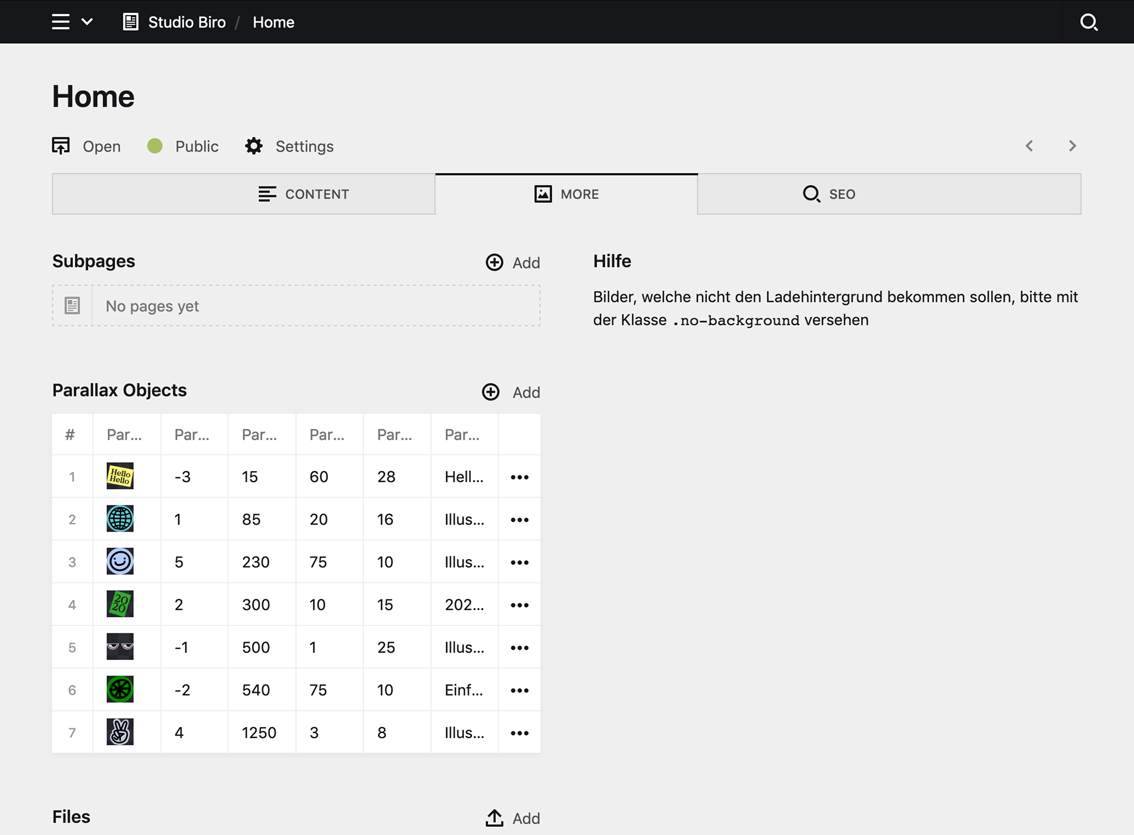 Studio Biro / Home
Home
Open Public Settings
CONTENT MORE SEO
Subpages Add
No pages yet
Hilfe
Bilder, welche nicht den Ladehintergrund bekommen sollen, bitte mit
der Klasse .no-background versehen
Parallax Objects Add
# Par... Par... Par... Par... Par... Par...
1 Hello Hello -3 15 60 28 Hell...
2 1 85 20 16 Illus...
3 5 230 75 10 Illus...
4 2020 2 300 10 15 202...
5 -1 500 1 25 Illus...
6 -2 540 75 10 Einf...
7 4 1250 3 8 Illus...
Files Add